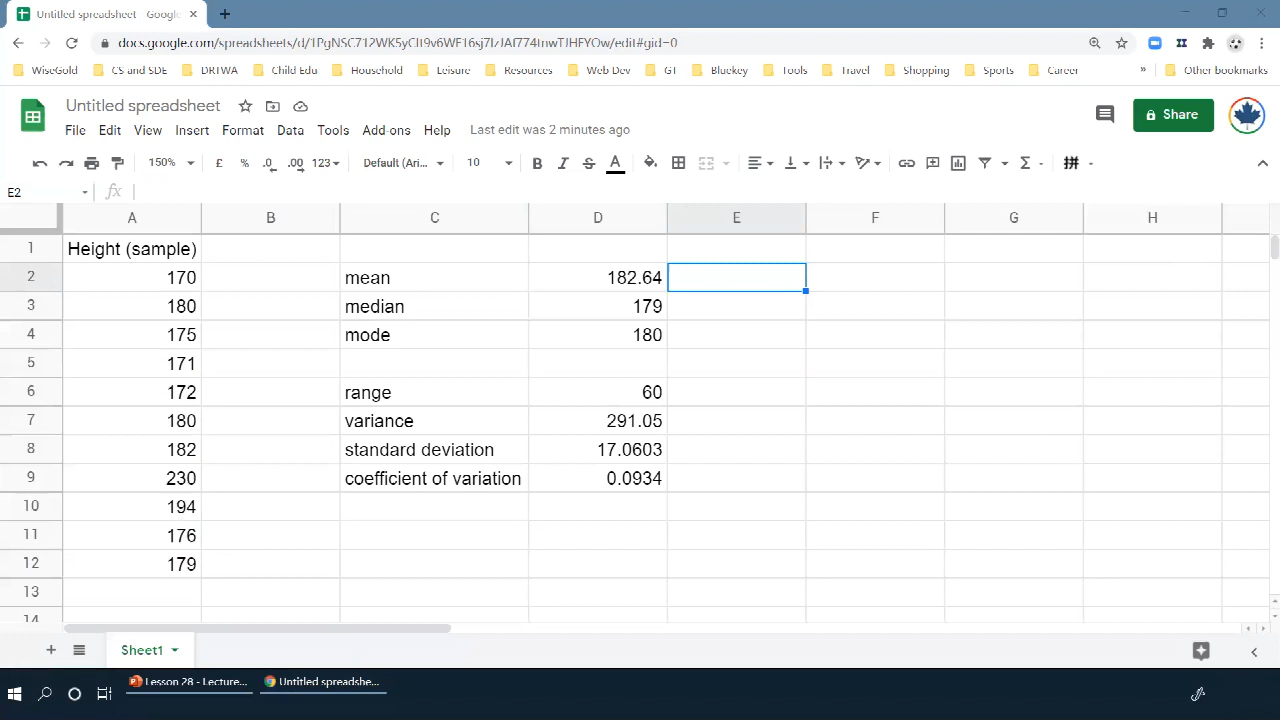 Untitled spreadsheet - Google
WiseGold CS and SDE DRTWA Child Edu Household Leisure Resources Web Dev GT Bluekey Tools Travel Shopping Sports Career » Other bookmarks
Untitled spreadsheet
File Edit View Insert Format Data Tools Add-ons Help Last edit was 2 minutes ago
Share
150% £ % .0 .00 123 Default (Ari... 10 B I S A Σ
E2 fx
A B C D E F G H
1 Height (sample)
2 170 mean 182.64
3 180 median 179
4 175 mode 180
5 171
6 172 range 60
7 180 variance 291.05
8 182 standard deviation 17.0603
9 230 coefficient of variation 0.0934
10 194
11 176
12 179
13
14
Sheet1
Lesson 28 - Lecture... Untitled spreadshe...